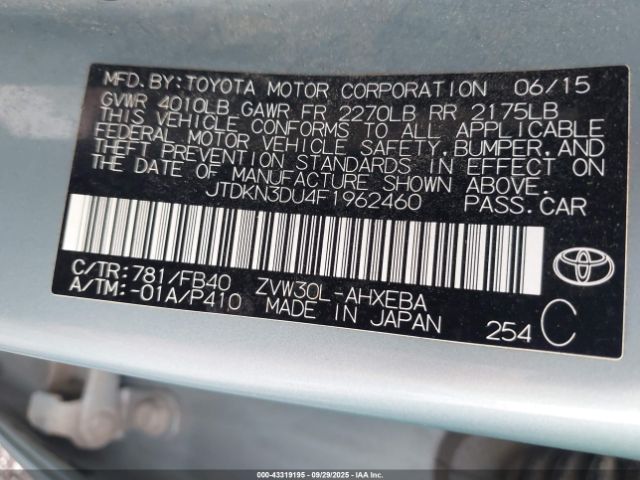 MFD. BY: TOYOTA MOTOR CORPORATION 06/15
GVWR 4010LB GAWR FR 2270LB RR 2175LB
THIS VEHICLE CONFORMS TO ALL APPLICABLE
FEDERAL MOTOR VEHICLE SAFETY, BUMPER, AND
THEFT PREVENTION STANDARDS IN EFFECT ON
THE DATE OF MANUFACTURE SHOWN ABOVE.
JTDKN3DU4F1962460 PASS. CAR
C/TR: 781/FB40 ZVW30L-AHXEBA
A/TM: -01A/P410 MADE IN JAPAN 254 C
TOYOTA
000-43319195 09/29/2025 IAAI Inc.